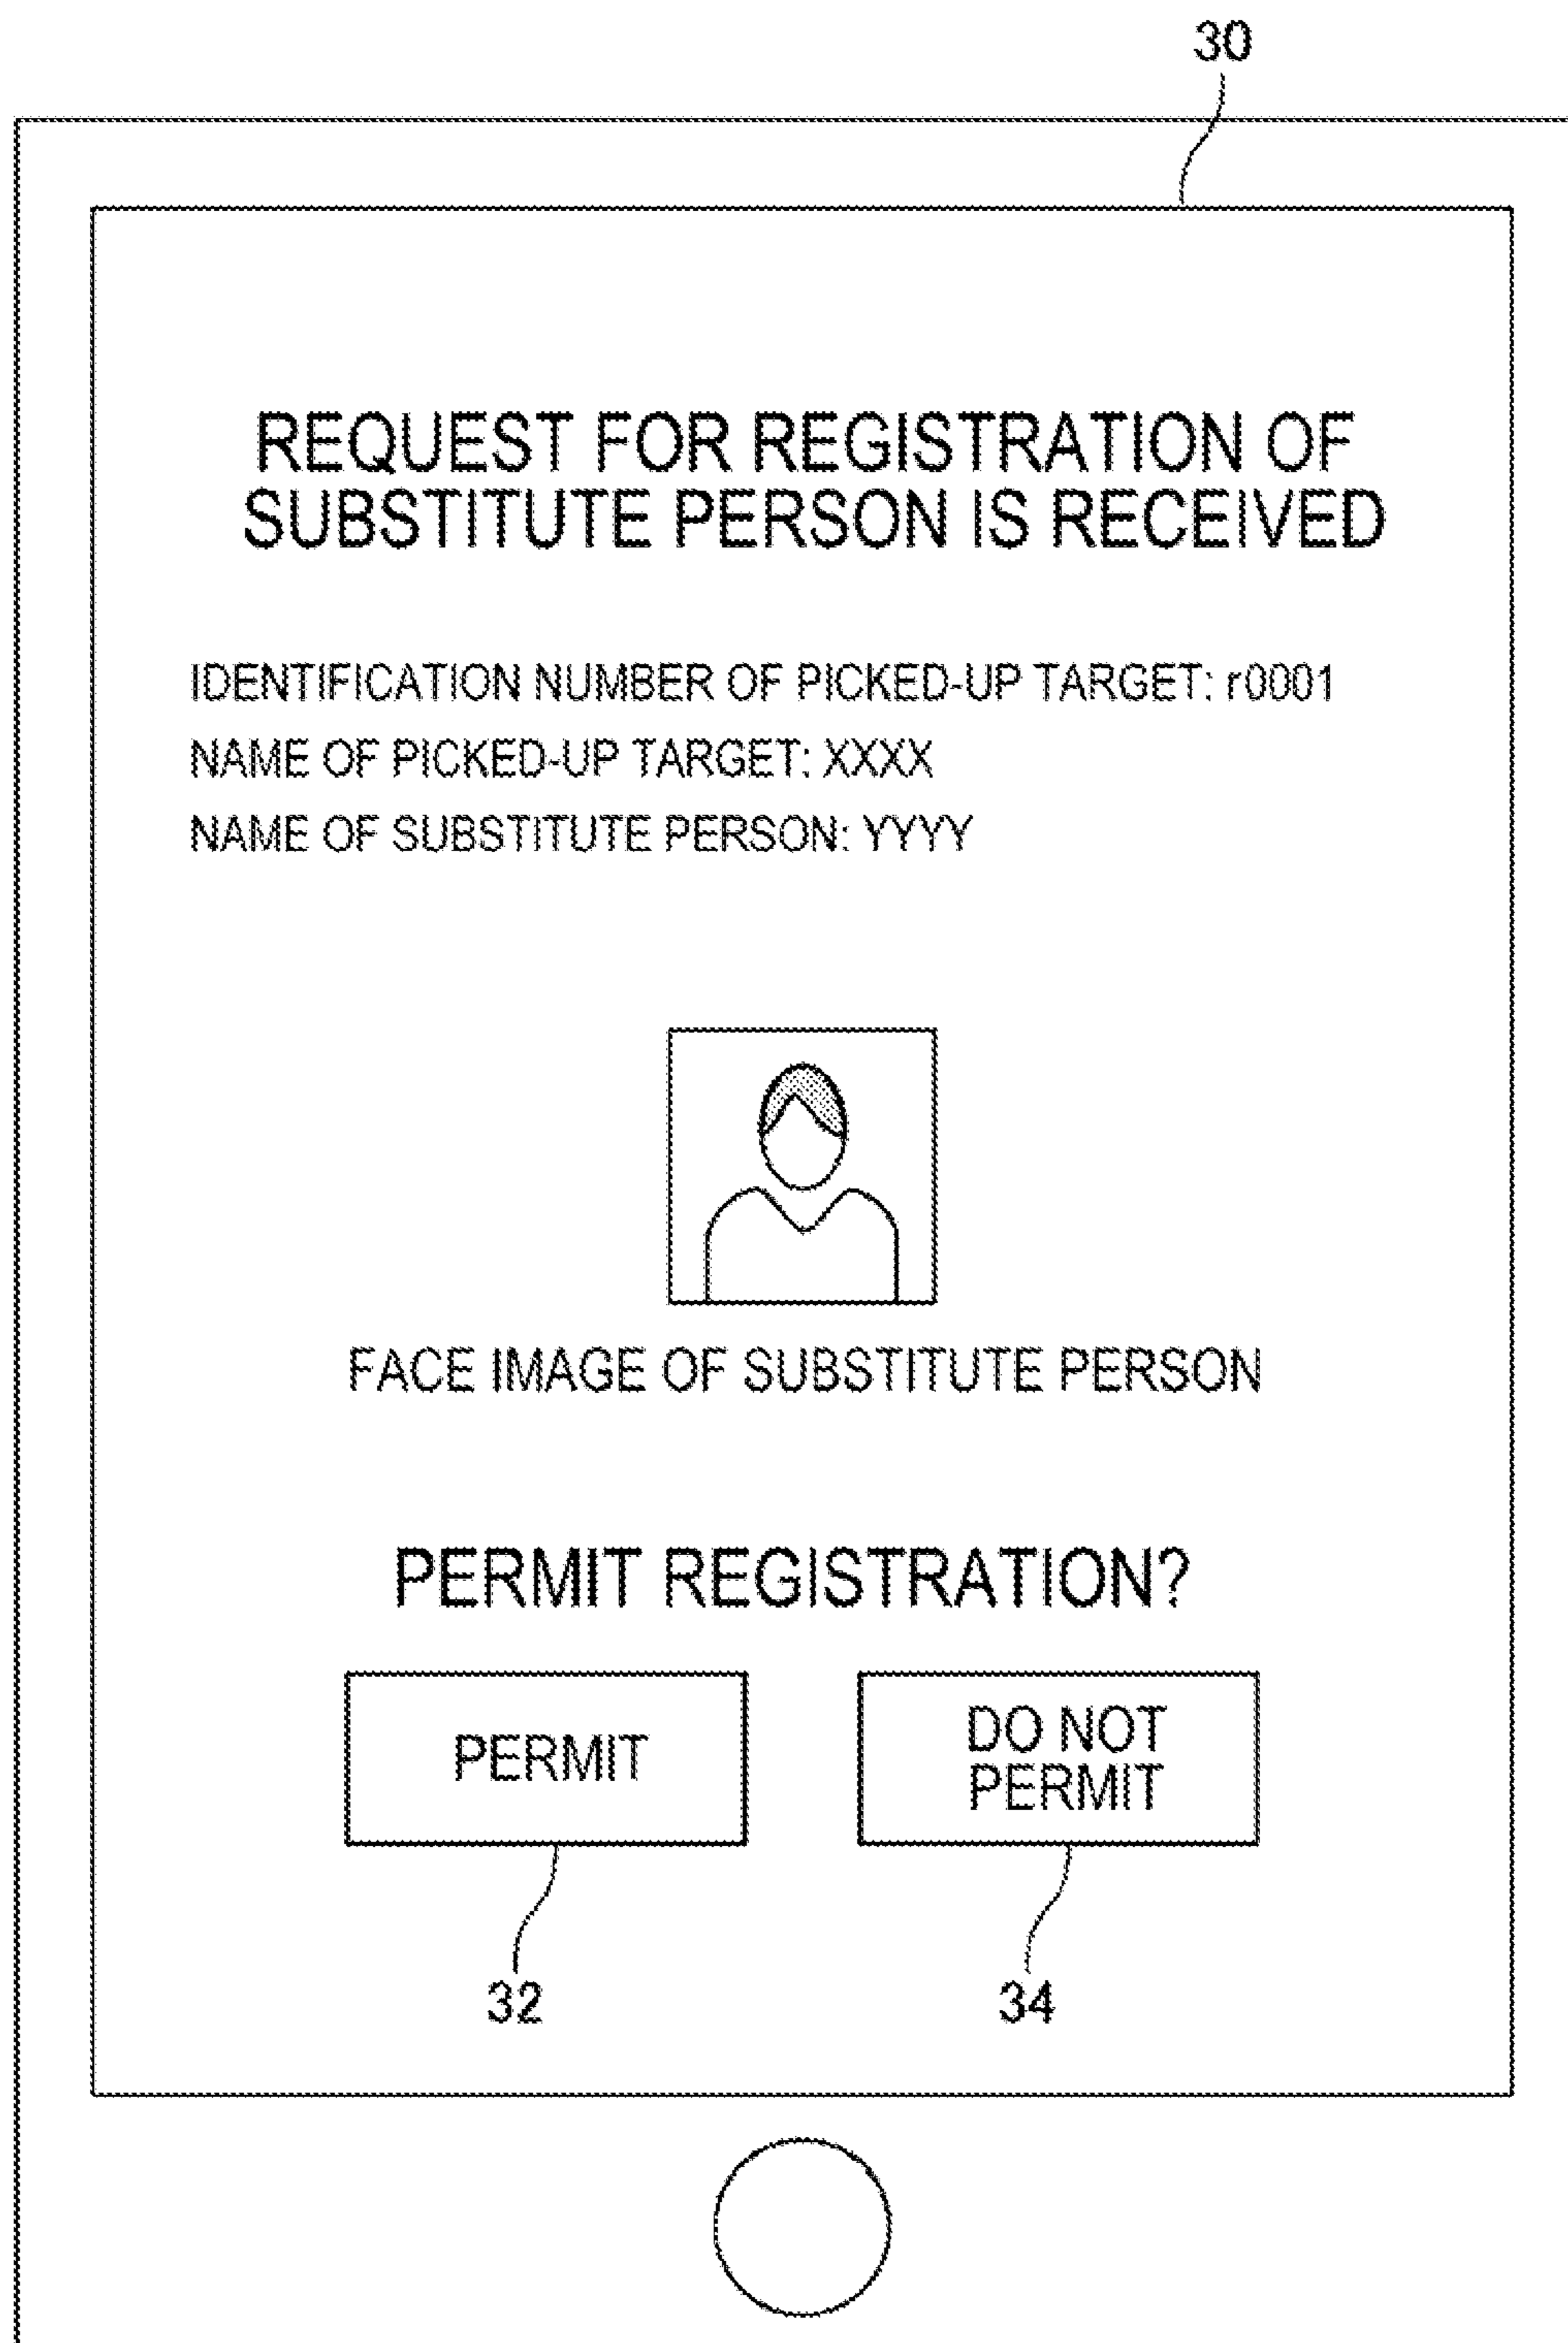 30
REQUEST FOR REGISTRATION OF
SUBSTITUTE PERSON IS RECEIVED
IDENTIFICATION NUMBER OF PICKED-UP TARGET: r0001
NAME OF PICKED-UP TARGET: XXXX
NAME OF SUBSTITUTE PERSON: YYYY
FACE IMAGE OF SUBSTITUTE PERSON
PERMIT REGISTRATION?
PERMIT
DO NOT
PERMIT
32
34